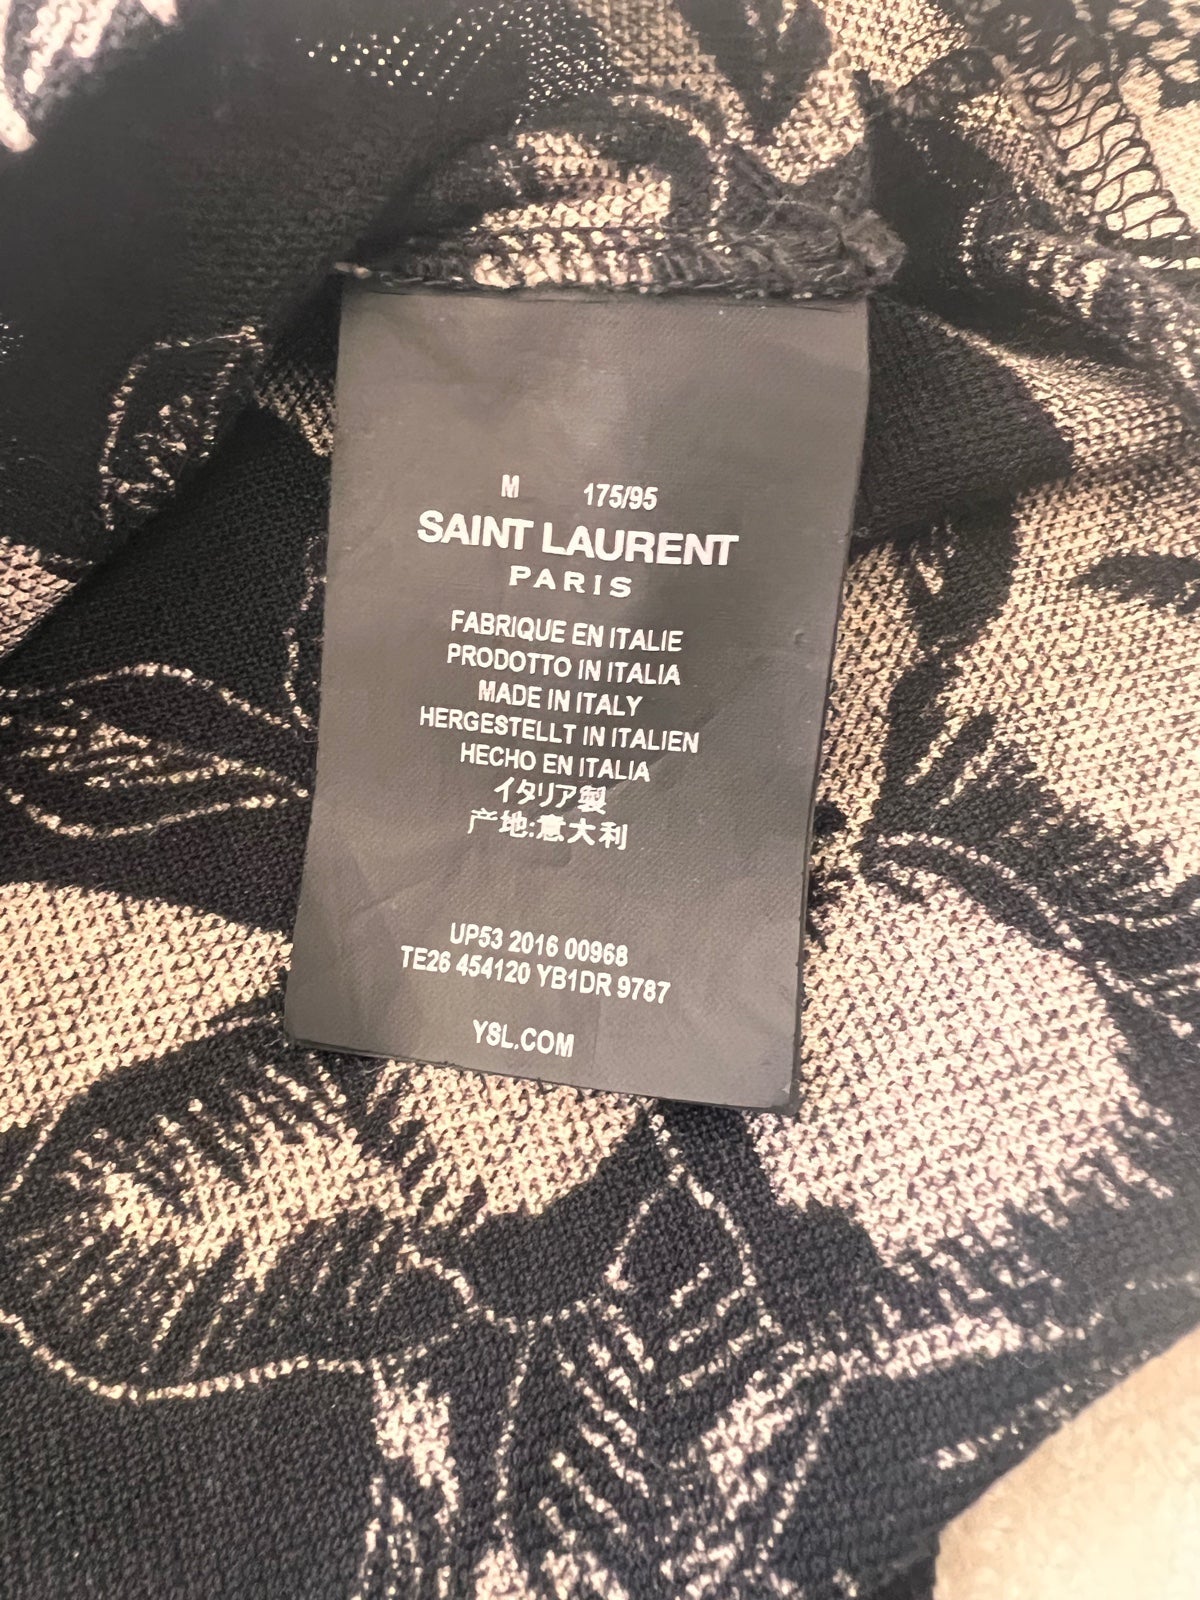 M 175/95
SAINT LAURENT
PARIS
FABRIQUE EN ITALIE
PRODOTTO IN ITALIA
MADE IN ITALY
HERGESTELLT IN ITALIEN
HECHO EN ITALIA
イタリア製
产地:意大利
UP53 2016 00968
TE26 454120 YB1DR 9787
YSL.COM